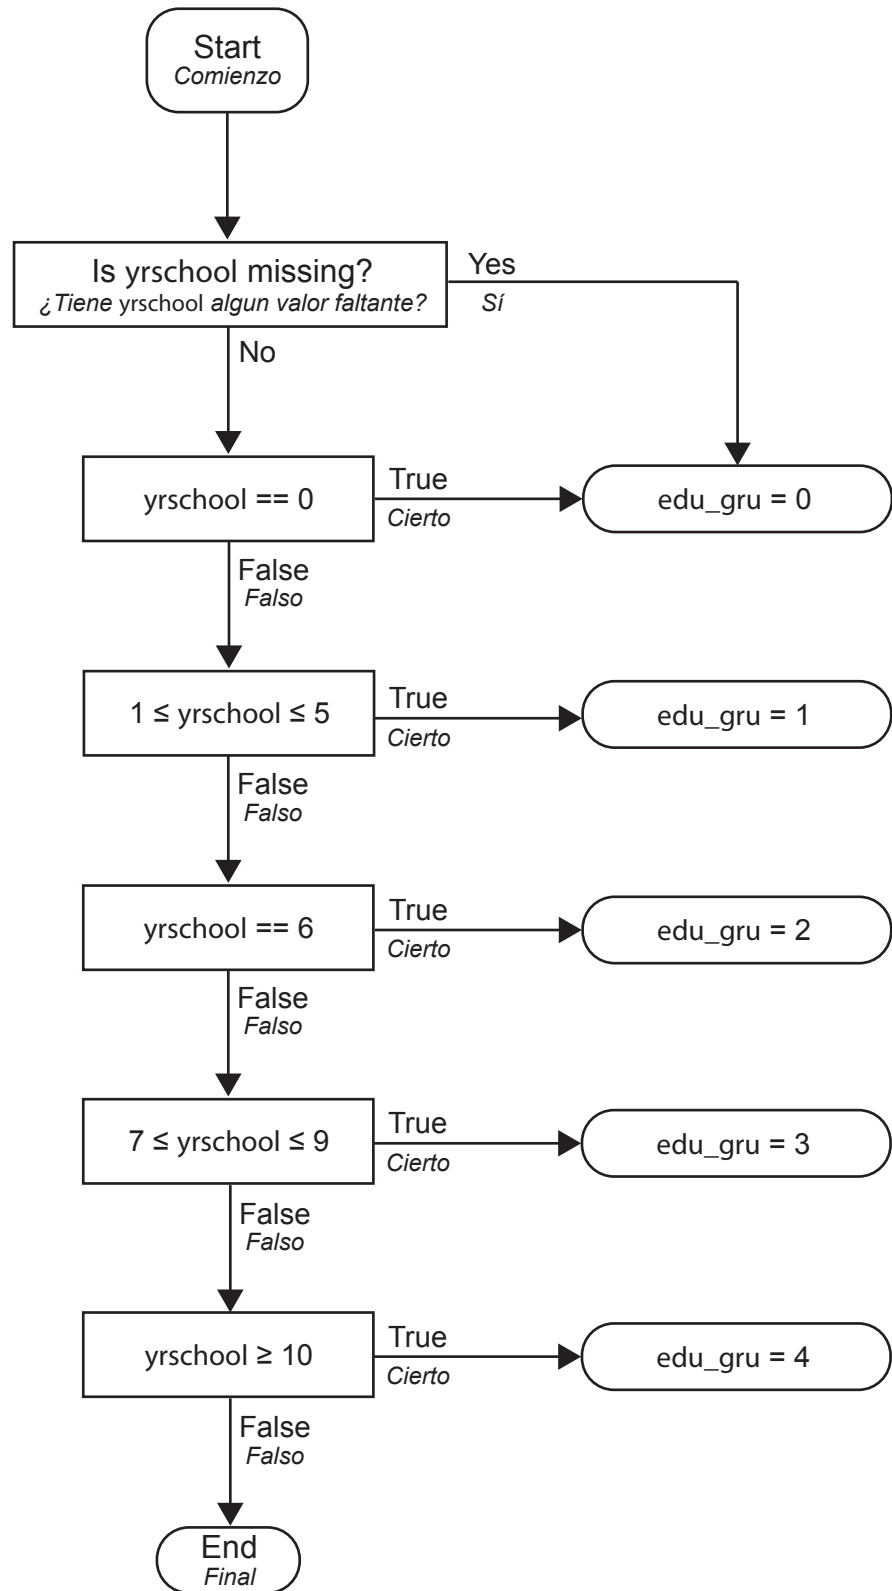 Start
Comienzo
Is yrschool missing?
¿Tiene yrschool algun valor faltante?
Yes
Sí
No
yrschool == 0
True
Cierto
edu_gru = 0
False
Falso
1 ≤ yrschool ≤ 5
True
Cierto
edu_gru = 1
False
Falso
yrschool == 6
True
Cierto
edu_gru = 2
False
Falso
7 ≤ yrschool ≤ 9
True
Cierto
edu_gru = 3
False
Falso
yrschool ≥ 10
True
Cierto
edu_gru = 4
False
Falso
End
Final